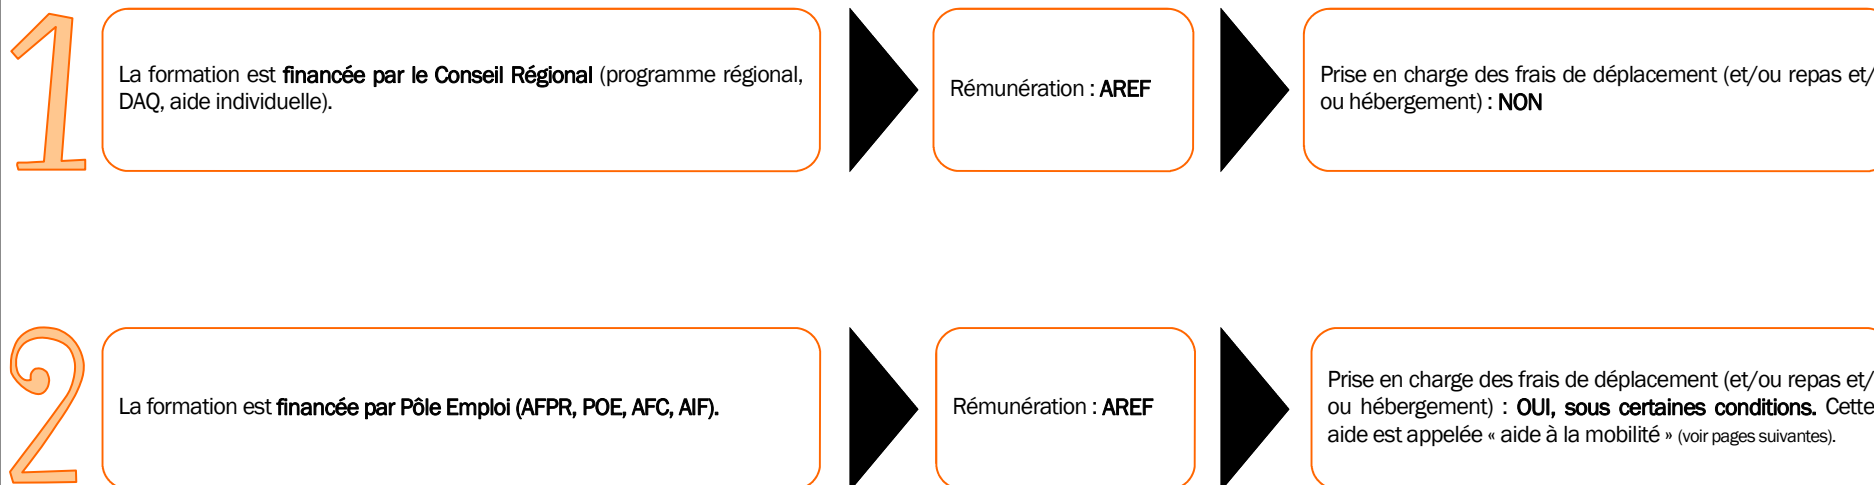 1
La formation est financée par le Conseil Régional (programme régional,
DAQ, aide individuelle).
Rémunération : AREF
Prise en charge des frais de déplacement (et/ou repas et/
ou hébergement) : NON
2
La formation est financée par Pôle Emploi (AFPR, POE, AFC, AIF).
Rémunération : AREF
Prise en charge des frais de déplacement (et/ou repas et/
ou hébergement) : OUI, sous certaines conditions. Cette
aide est appelée « aide à la mobilité » (voir pages suivantes).